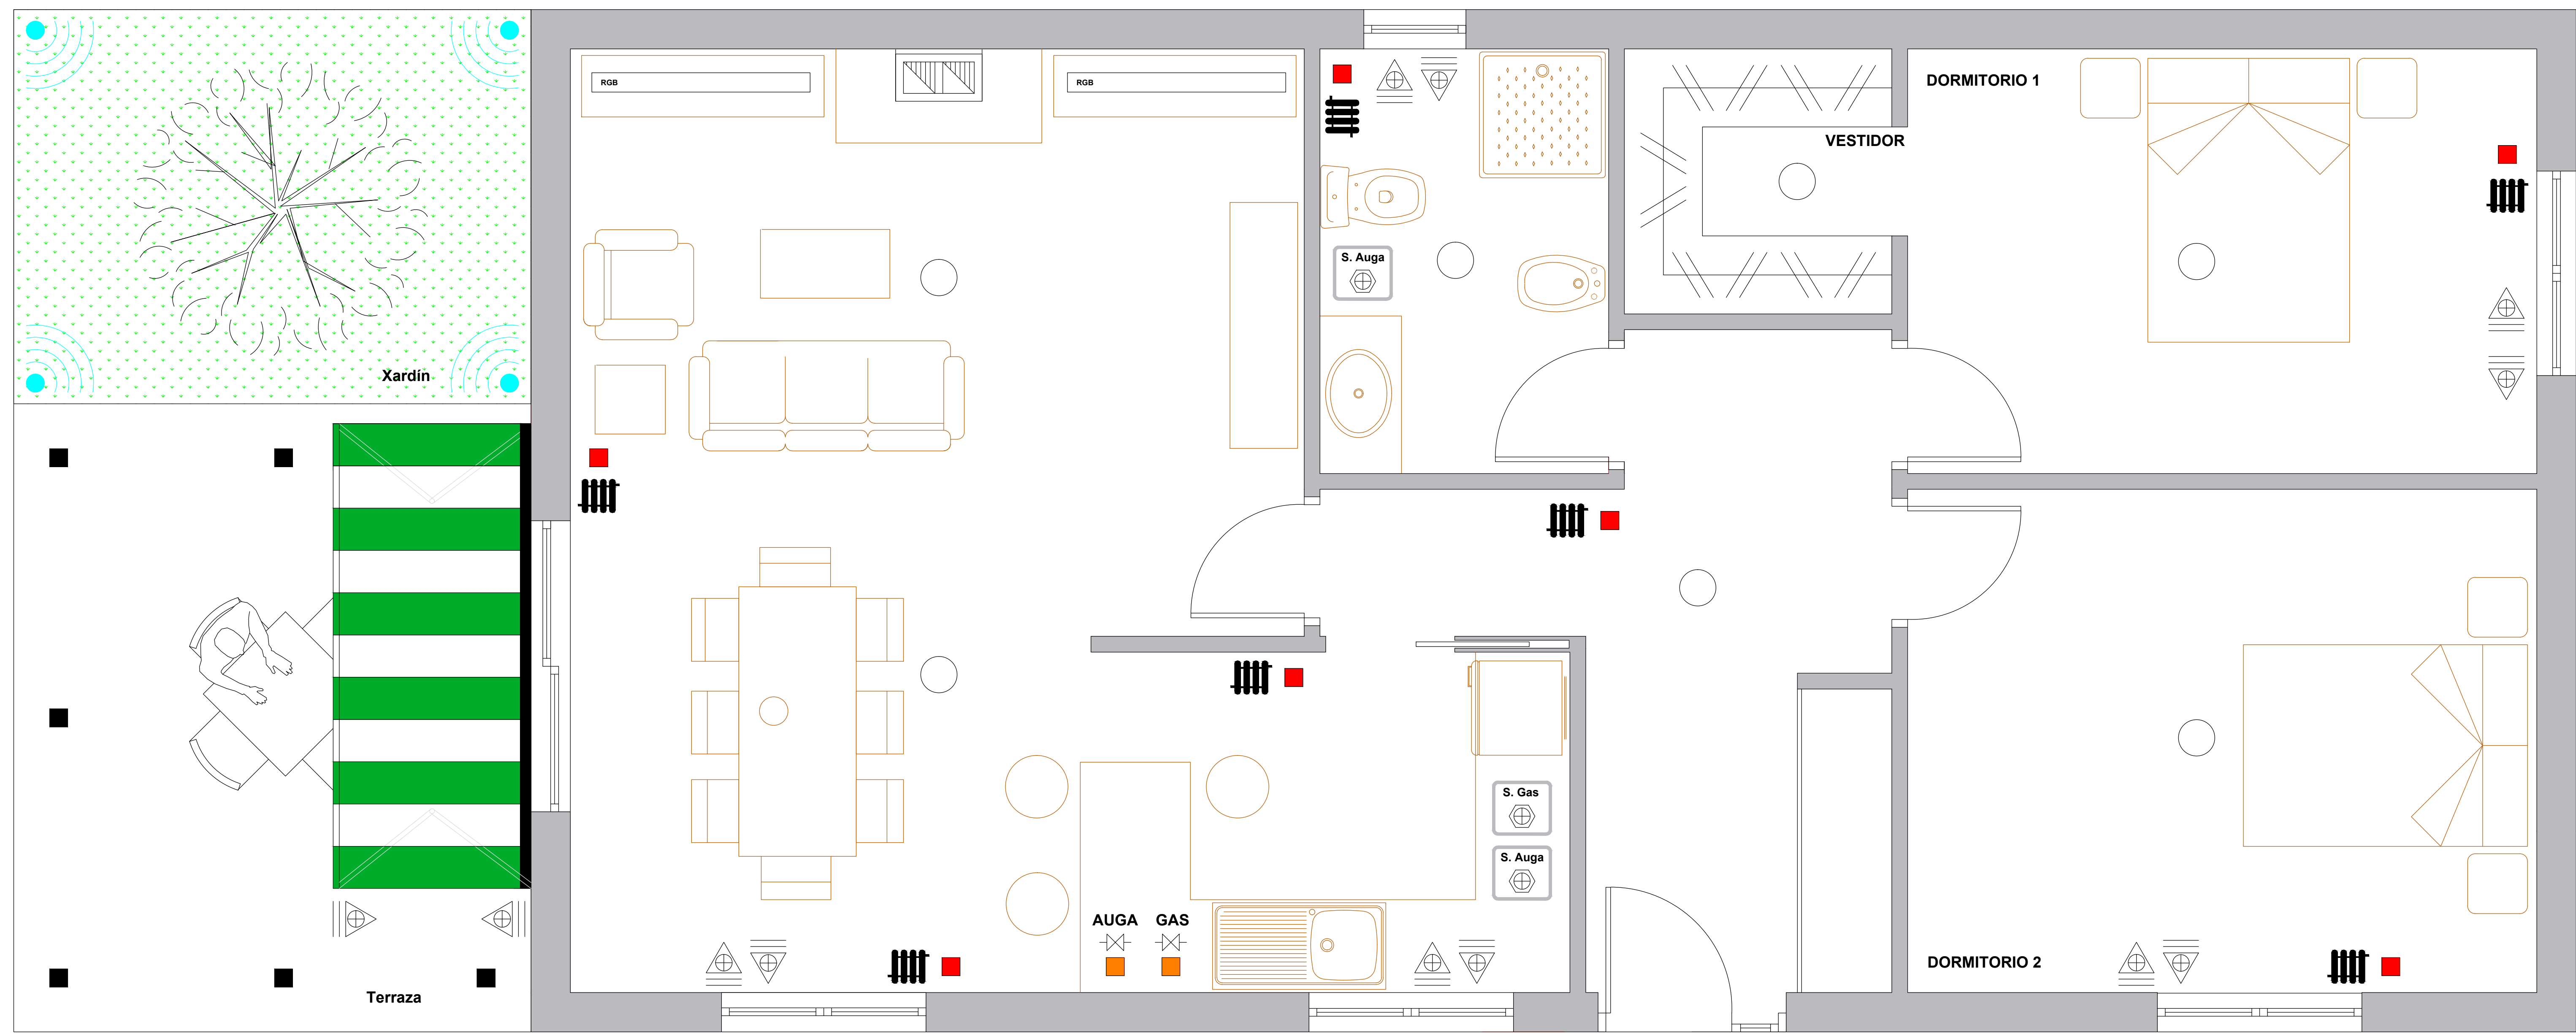 RGB
RGB
DORMITORIO 1
VESTIDOR
S. Auga
Xardín
S. Gas
S. Auga
AUGA
GAS
DORMITORIO 2
Terraza